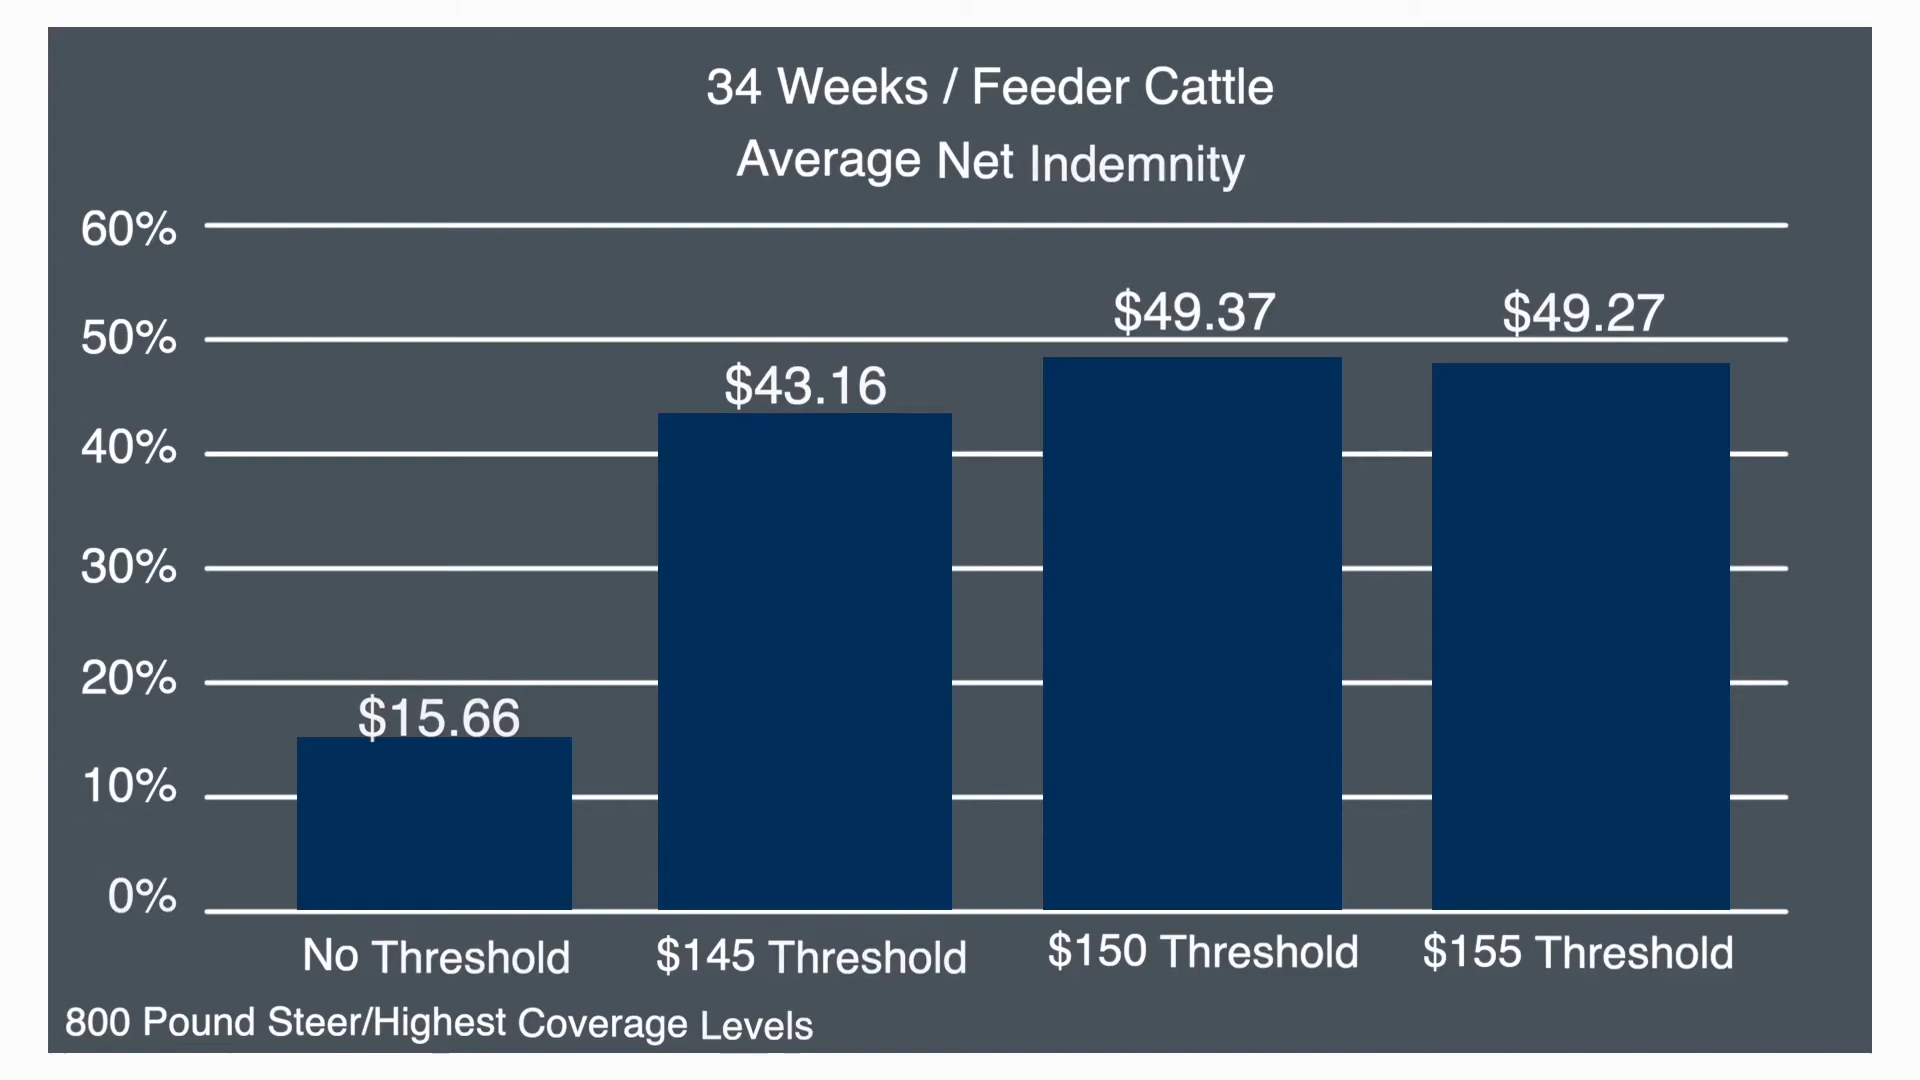 34 Weeks / Feeder Cattle
Average Net Indemnity
60%
50%
40%
30%
20%
10%
0%
$15.66
$43.16
$49.37
$49.27
No Threshold
$145 Threshold
$150 Threshold
$155 Threshold
800 Pound Steer/Highest Coverage Levels